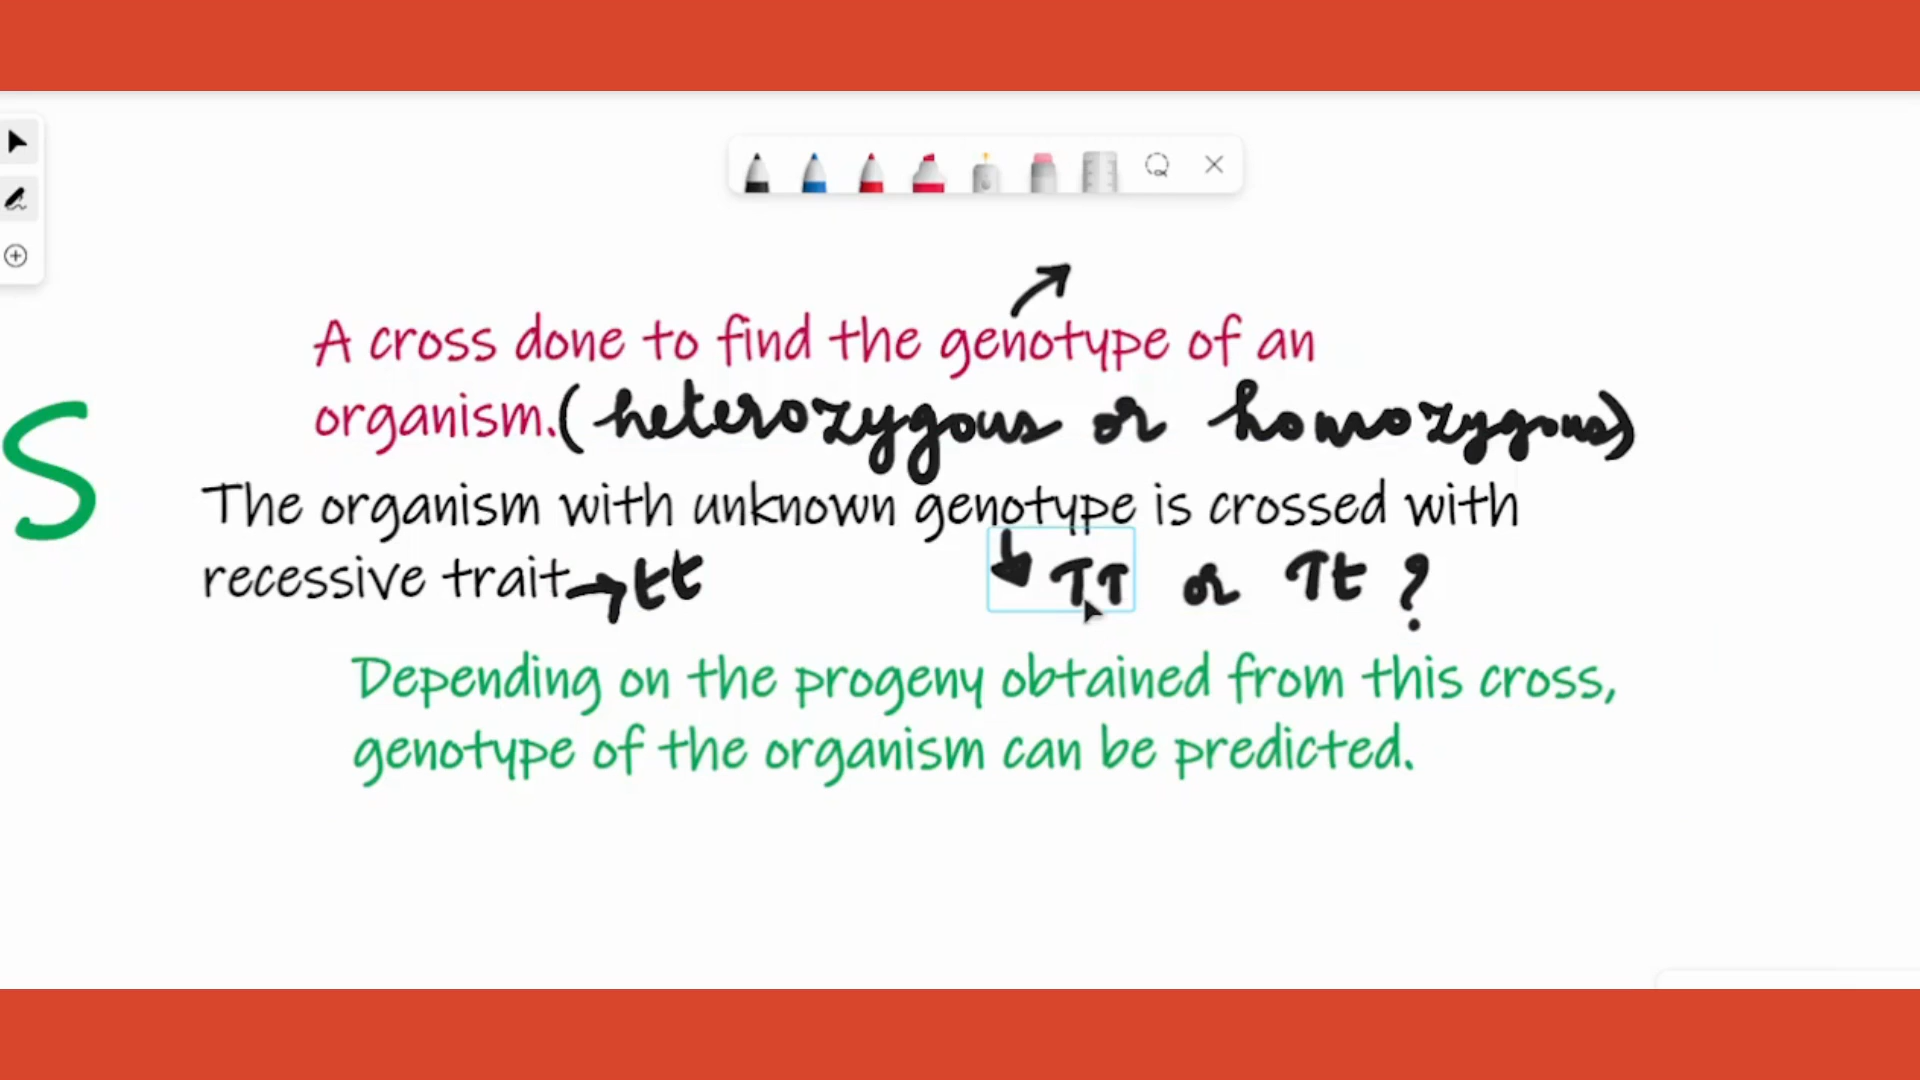 A cross done to find the genotype of an
organism. (heterozygous or homozygous)
S
The organism with unknown genotype is crossed with
recessive trait → tt TT or Tt ?
Depending on the progeny obtained from this cross,
genotype of the organism can be predicted.